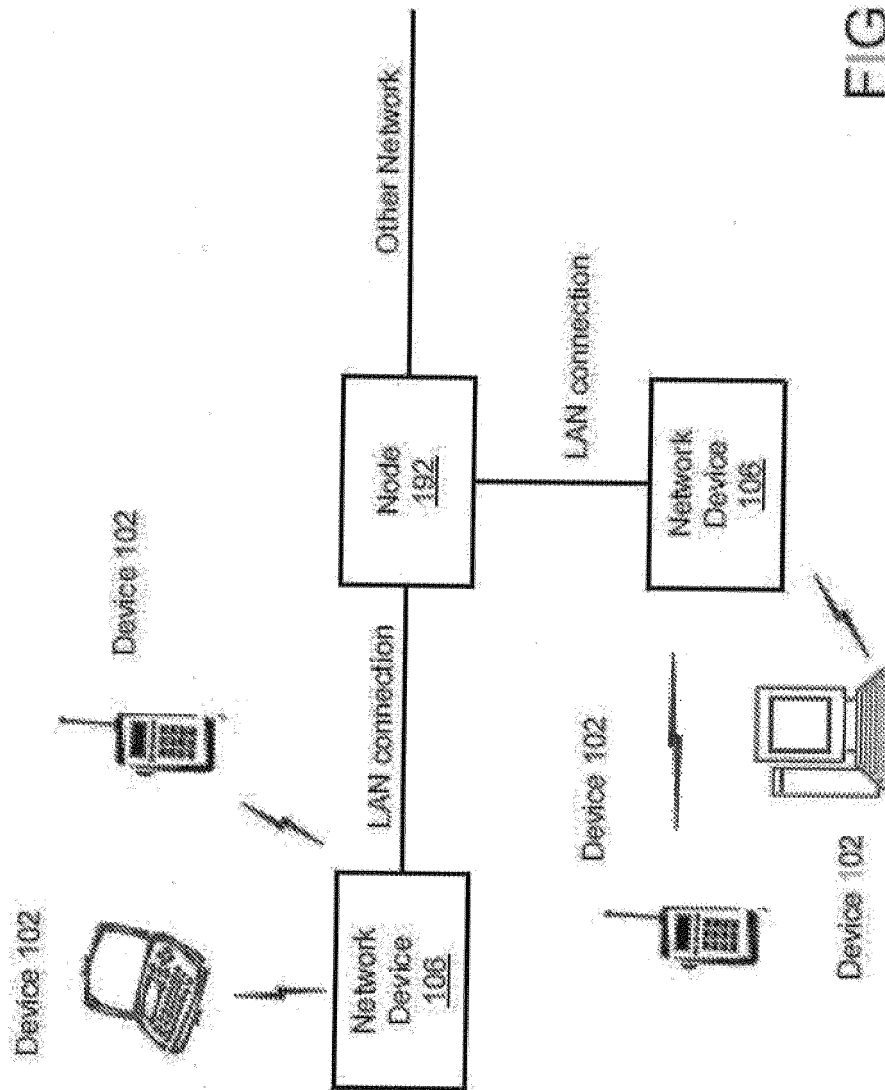 Device 102
Device 102
Network
Device
106
LAN connection
Node
192
Other Network
Device 102
LAN connection
Network
Device
106
Device 102
FIG